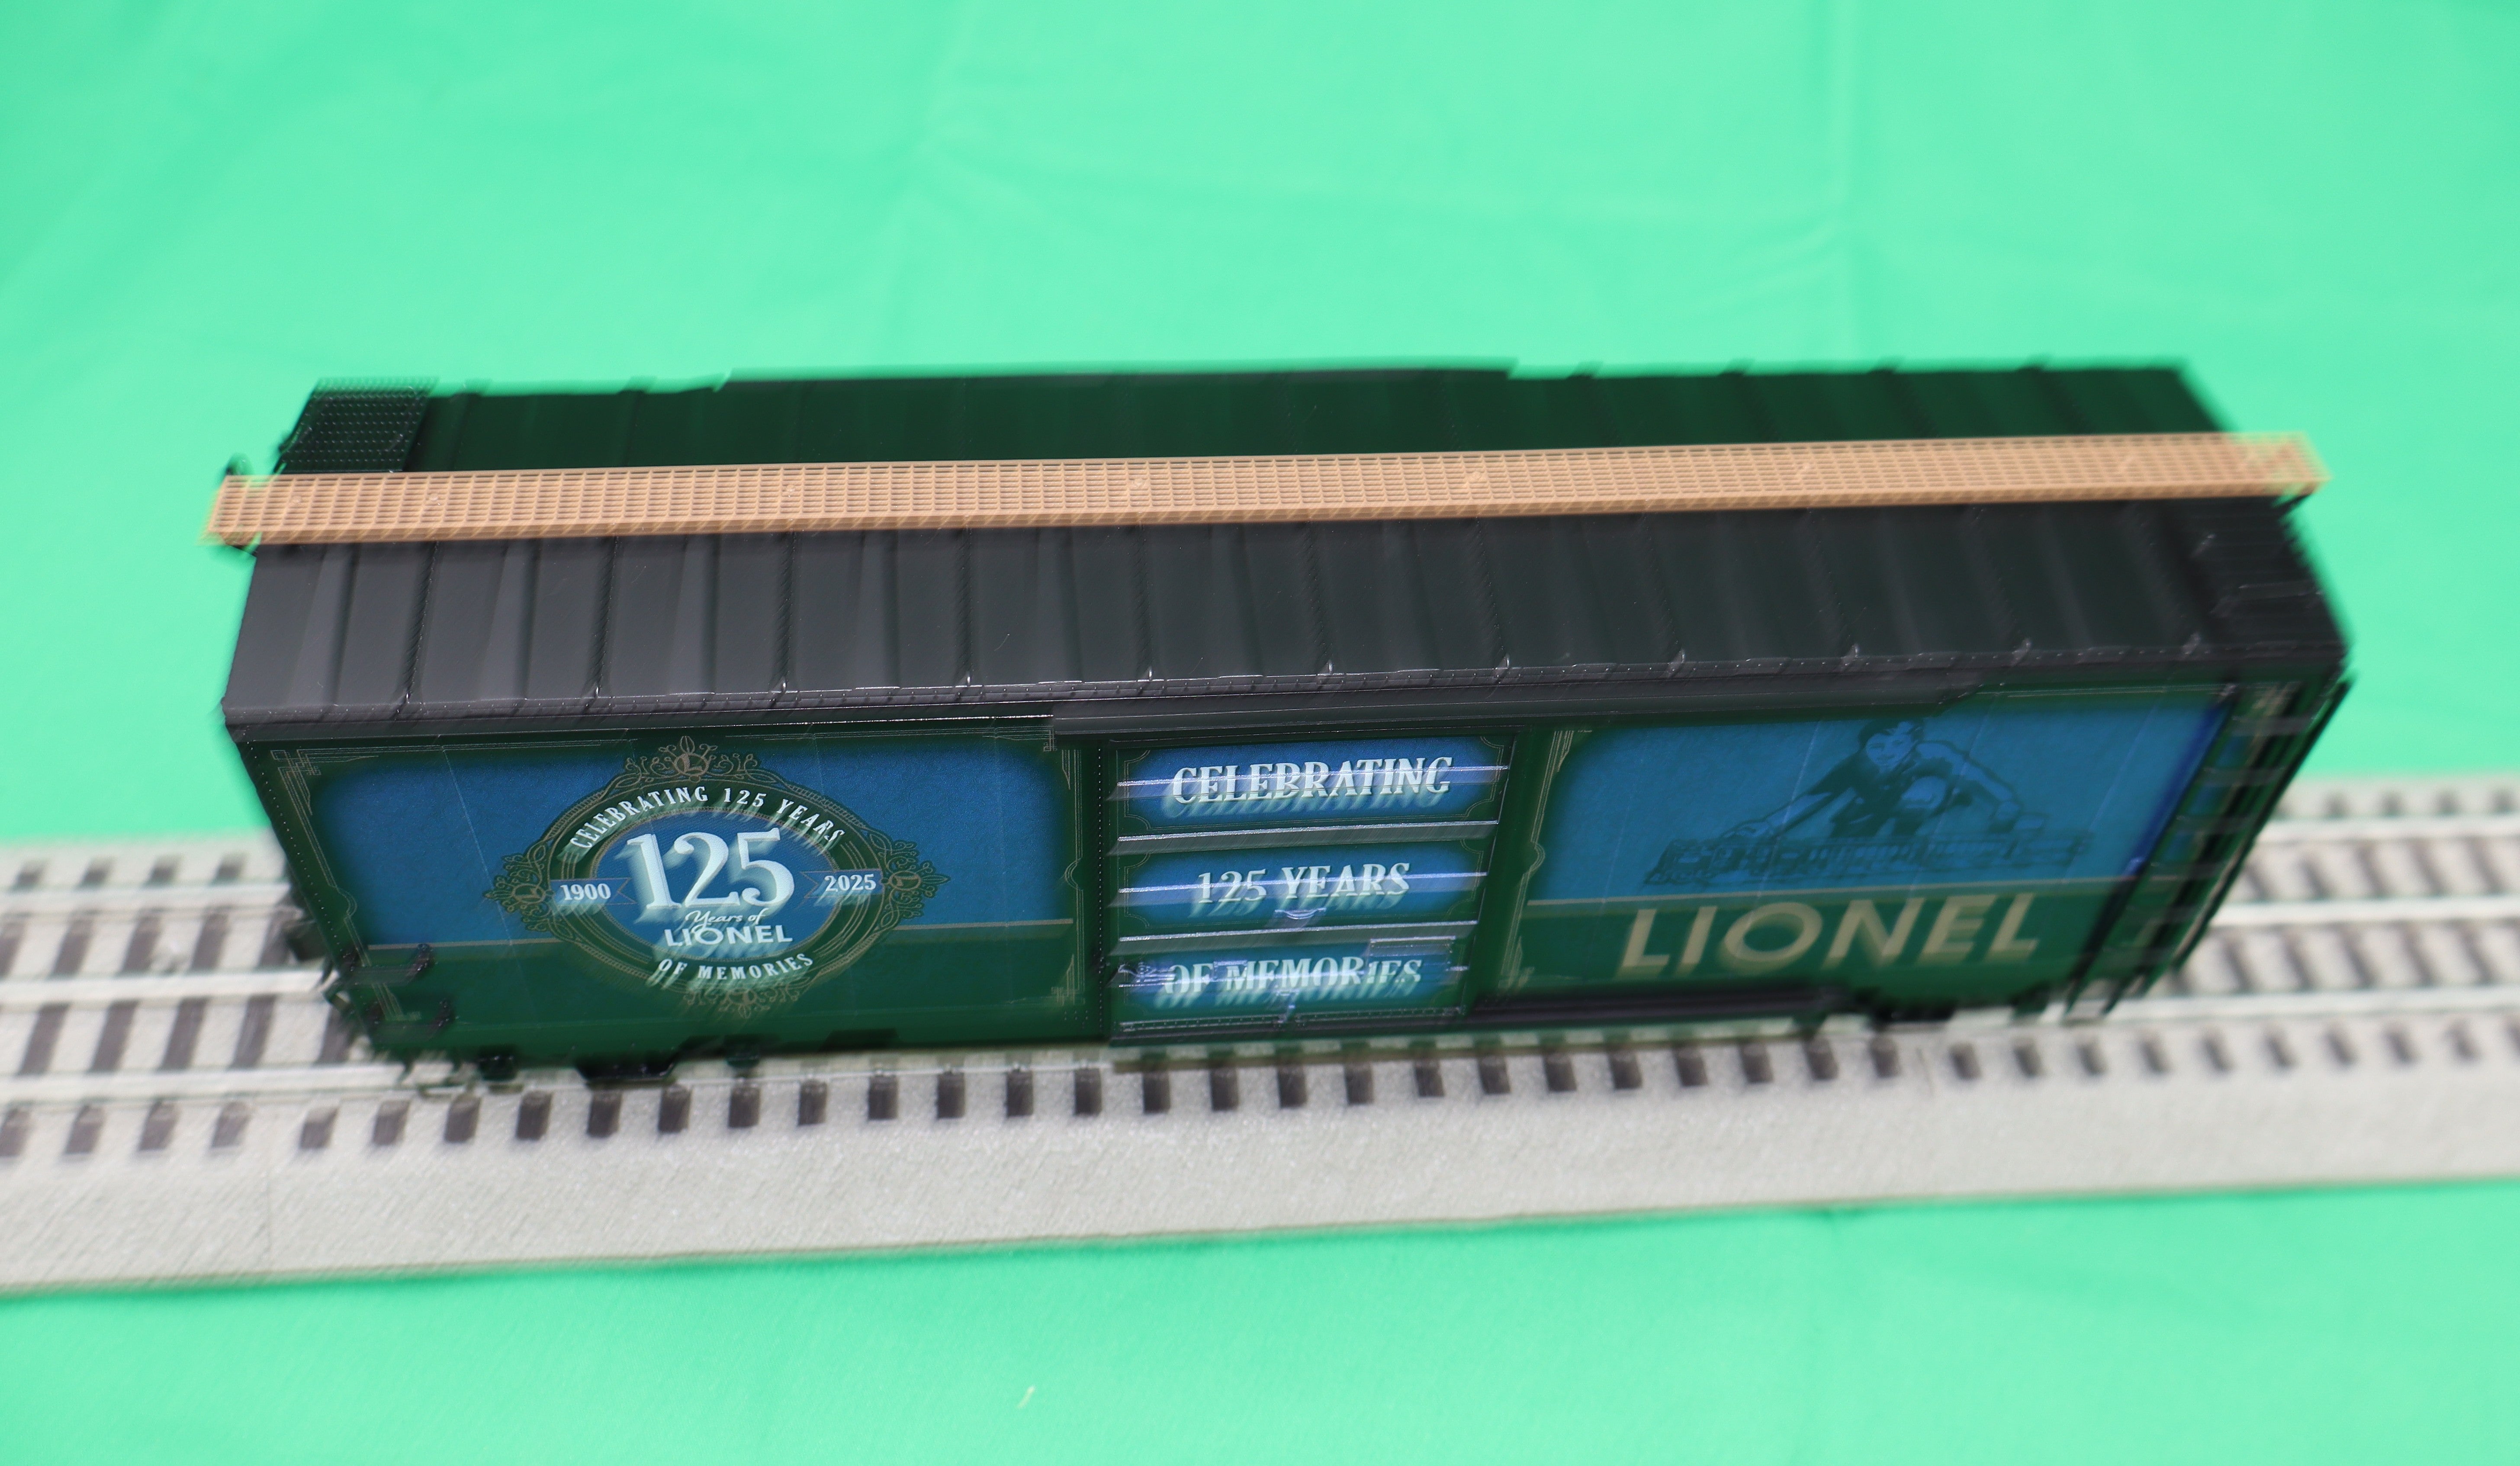 CELEBRATING 125 YEARS
1900
125
2025
Years of
LIONEL
OF MEMORIES
CELEBRATING
125 YEARS
OF MEMORIES
LIONEL